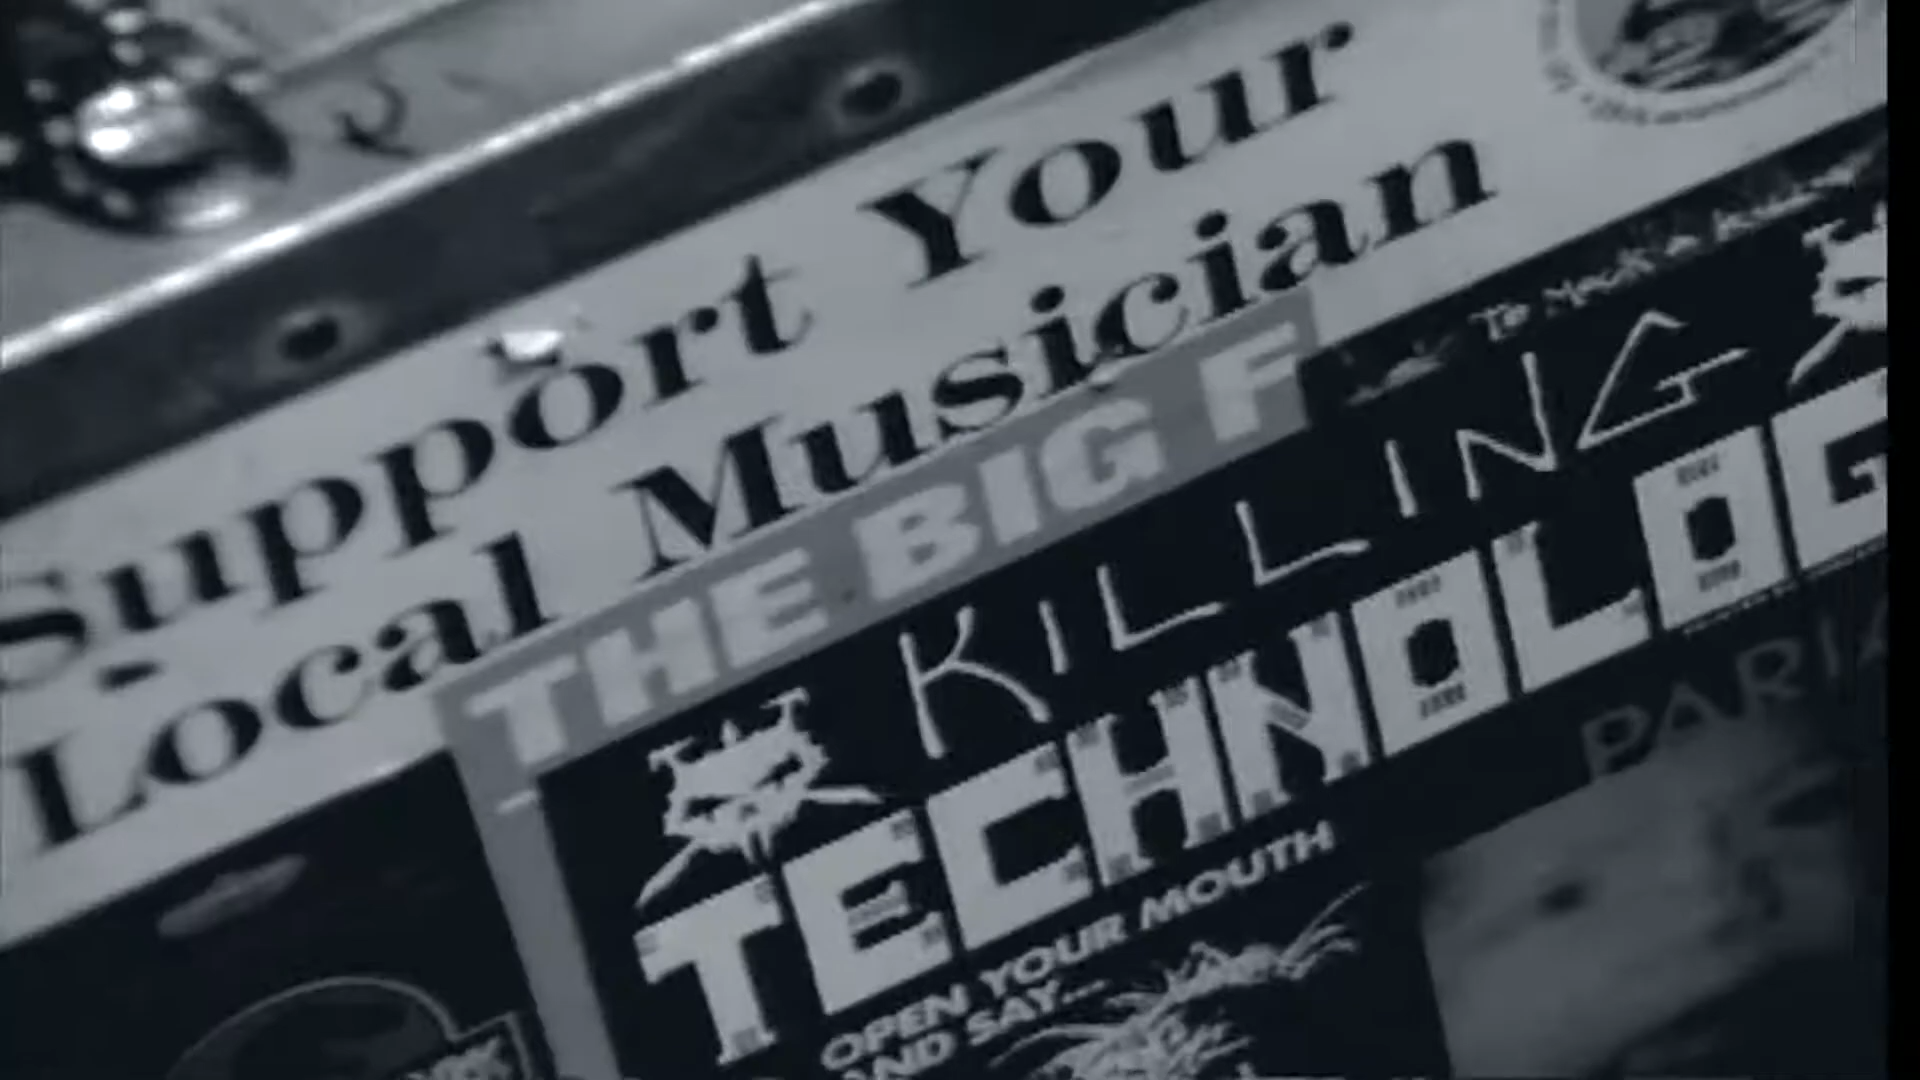 Support Your
Local Musician
THE BIG F
KILLING
TECHNOLOG
OPEN YOUR MOUTH
AND SAY...